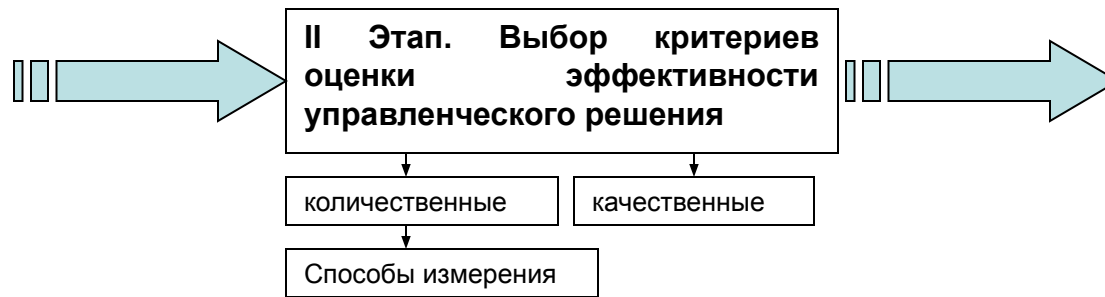 II Этап. Выбор критериев
оценки эффективности
управленческого решения
количественные
качественные
Способы измерения